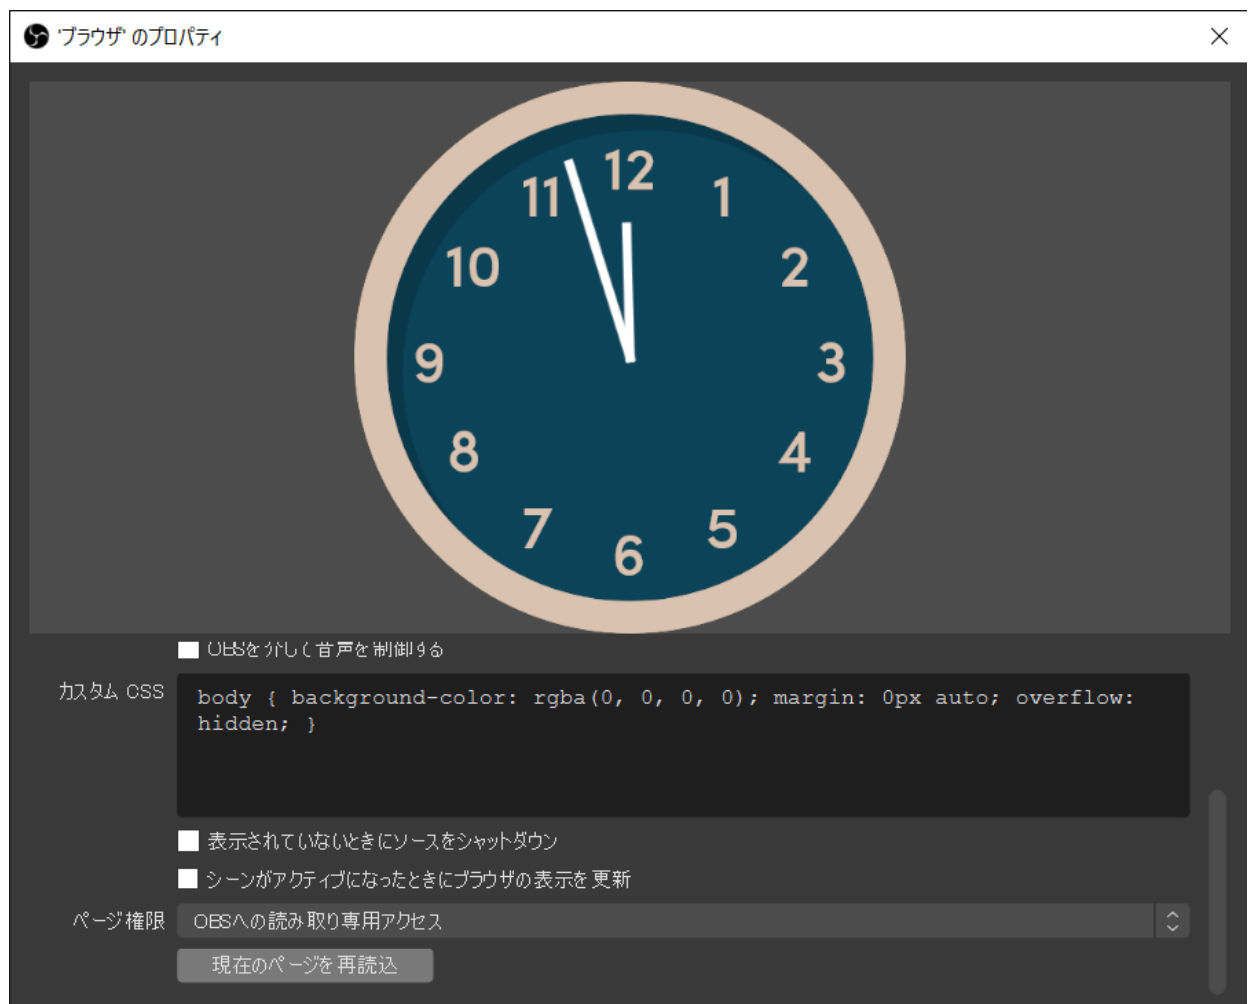 'ブラウザ' のプロパティ
12
11
1
10
2
9
3
8
4
7
5
6
OBSを介して音声を制御する
カスタム CSS
body { background-color: rgba(0, 0, 0, 0); margin: 0px auto; overflow:
hidden; }
表示されていないときにソースをシャットダウン
シーンがアクティブになったときにブラウザの表示を更新
ページ権限 OBSへの読み取り専用アクセス
現在のページを再読込